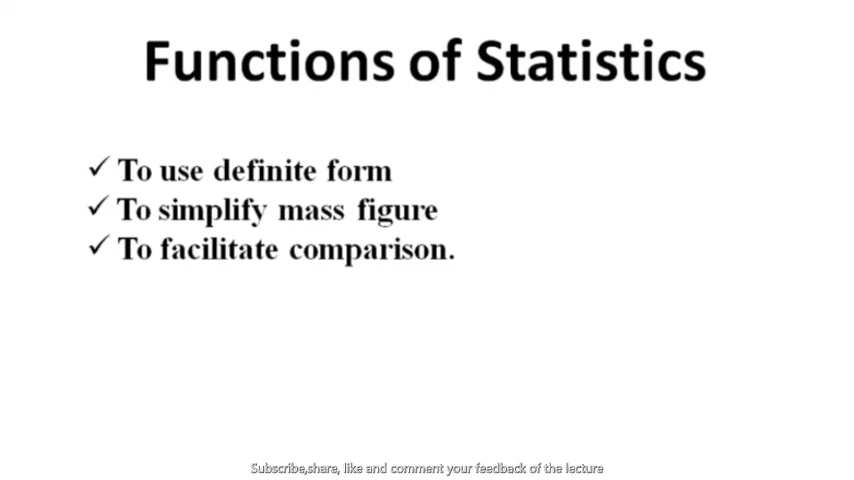 Functions of Statistics
✓ To use definite form
✓ To simplify mass figure
✓ To facilitate comparison.
Subscribe,share, like and comment your feedback of the lecture